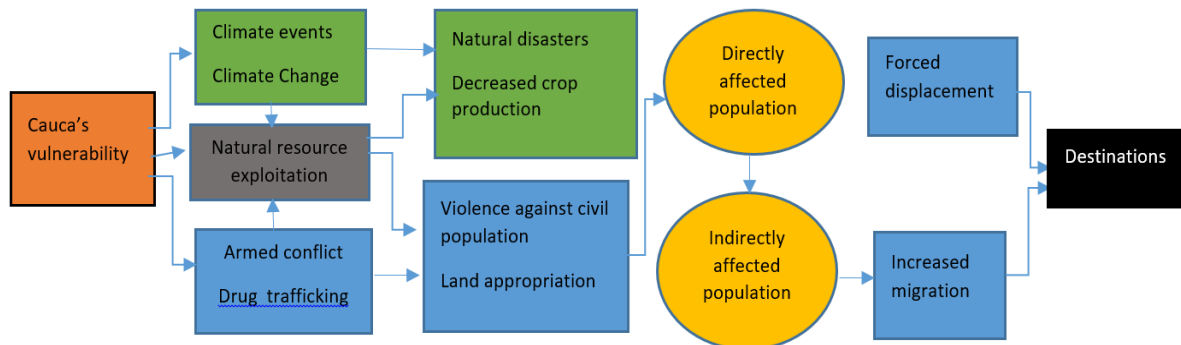 Cauca's
vulnerability
Climate events
Climate Change
Natural resource
exploitation
Armed conflict
Drug trafficking
Natural disasters
Decreased crop
production
Violence against civil
population
Land appropriation
Directly
affected
population
Indirectly
affected
population
Forced
displacement
Increased
migration
Destinations